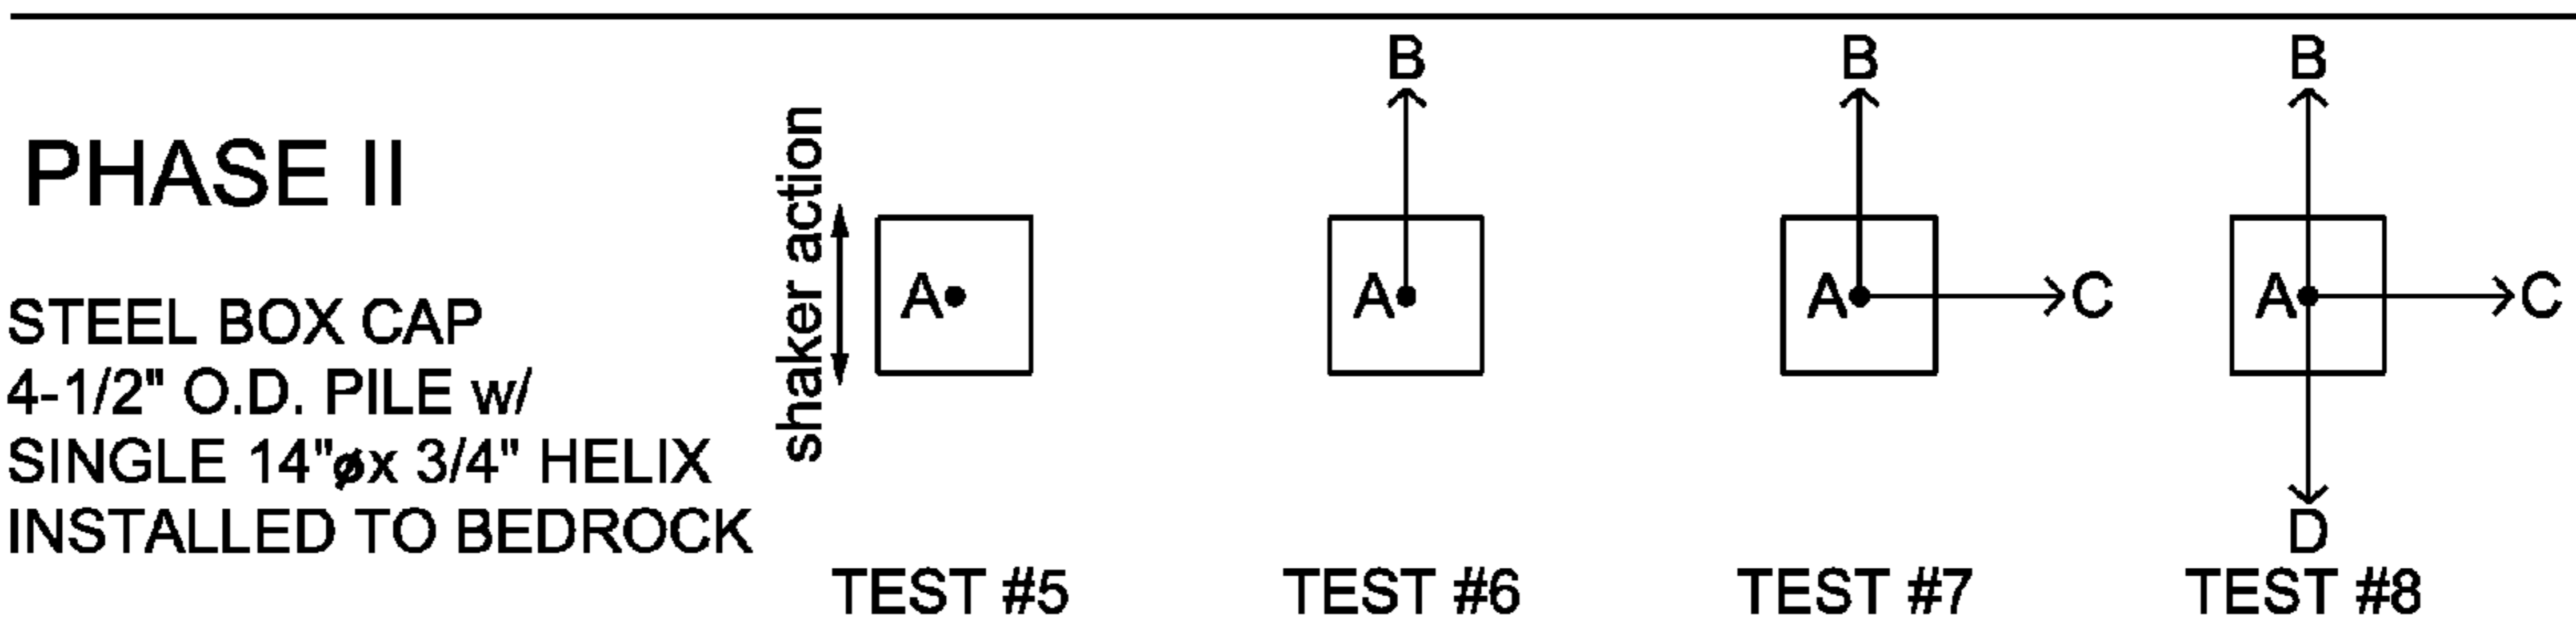 PHASE II
STEEL BOX CAP
4-1/2" O.D. PILE w/
SINGLE 14"øx 3/4" HELIX
INSTALLED TO BEDROCK
shaker action
A
TEST #5
B
A
TEST #6
B
A
C
TEST #7
B
A
C
D
TEST #8